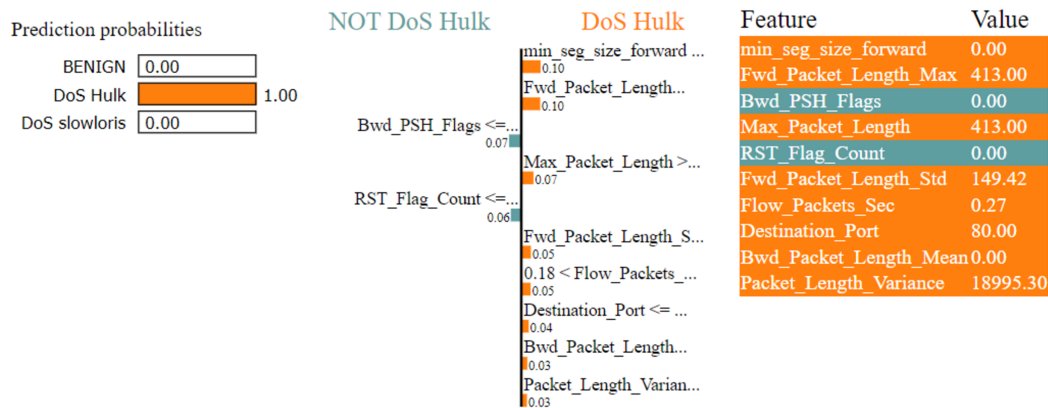 Prediction probabilities
BENIGN 0.00
DoS Hulk 1.00
DoS slowloris 0.00
NOT DoS Hulk DoS Hulk
min_seg_size_forward ...
0.10
Fwd_Packet_Length...
0.10
Bwd_PSH_Flags <=...
0.07
Max_Packet_Length >...
0.07
RST_Flag_Count <=...
0.06
Fwd_Packet_Length_S...
0.05
0.18 < Flow_Packets_...
0.05
Destination_Port <= ...
0.04
Bwd_Packet_Length...
0.03
Packet_Length_Varian...
0.03
Feature Value
min_seg_size_forward 0.00
Fwd_Packet_Length_Max 413.00
Bwd_PSH_Flags 0.00
Max_Packet_Length 413.00
RST_Flag_Count 0.00
Fwd_Packet_Length_Std 149.42
Flow_Packets_Sec 0.27
Destination_Port 80.00
Bwd_Packet_Length_Mean 0.00
Packet_Length_Variance 18995.30